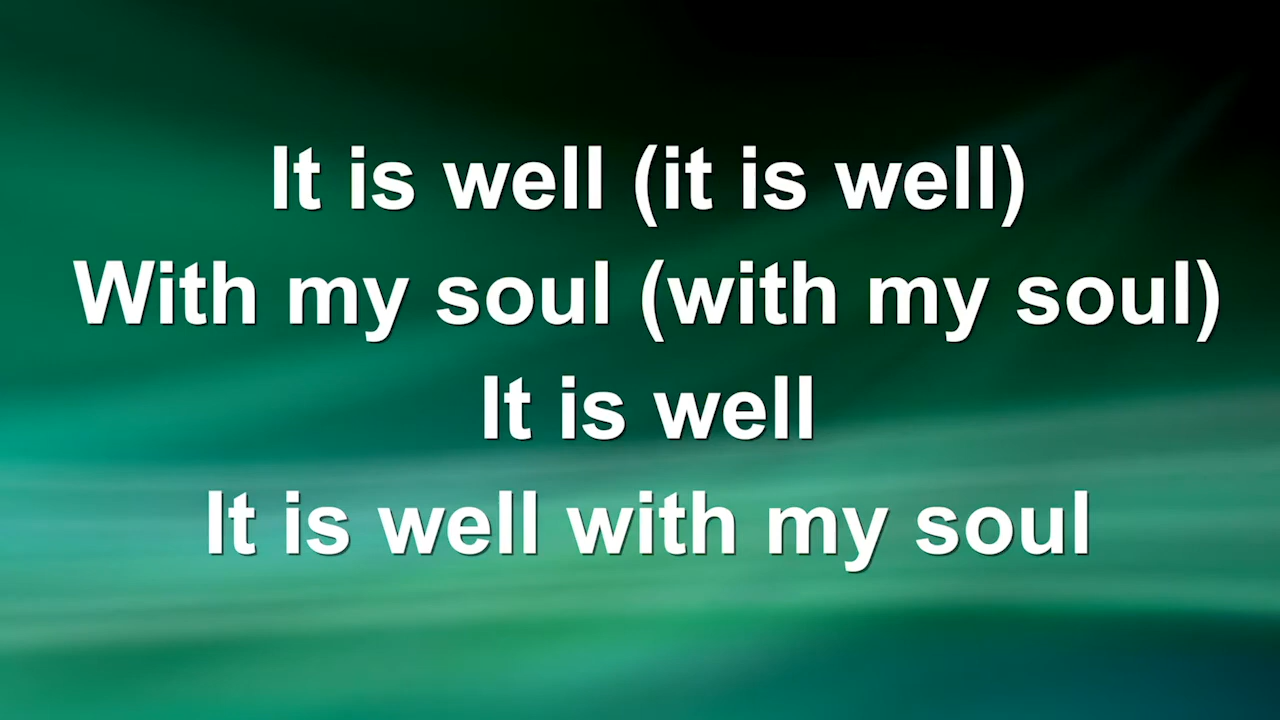 It is well (it is well)
With my soul (with my soul)
It is well
It is well with my soul